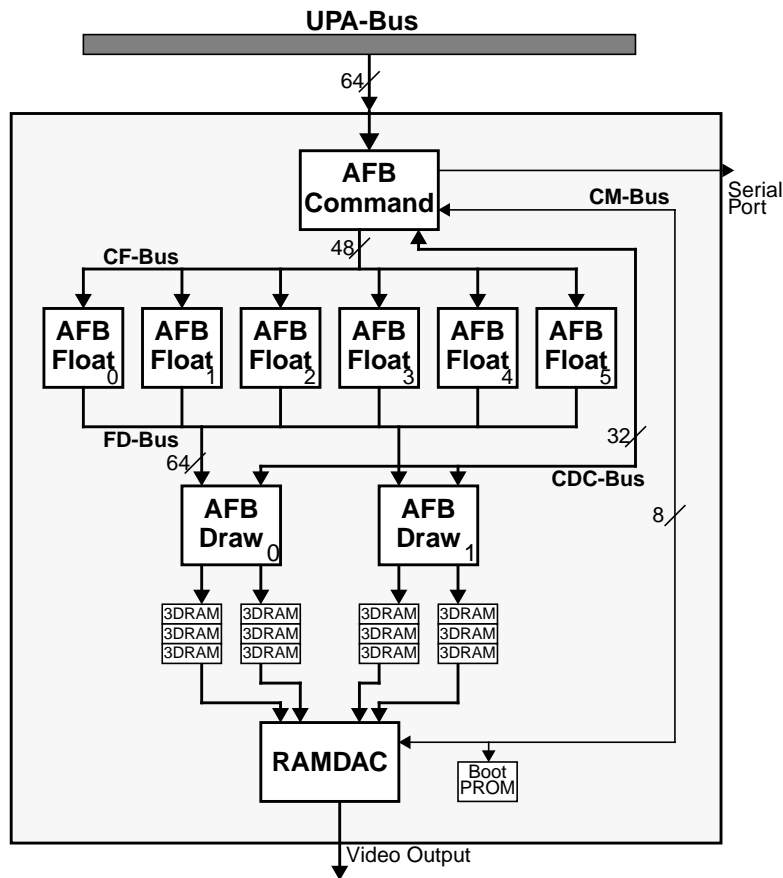 UPA-Bus
64
AFB
Command
Serial
Port
CM-Bus
48
CF-Bus
AFB
Float
0
AFB
Float
1
AFB
Float
2
AFB
Float
3
AFB
Float
4
AFB
Float
5
FD-Bus
32
64
CDC-Bus
AFB
Draw
0
AFB
Draw
1
8
3DRAM
3DRAM
3DRAM
3DRAM
3DRAM
3DRAM
3DRAM
3DRAM
3DRAM
3DRAM
3DRAM
3DRAM
RAMDAC
Boot
PROM
Video Output